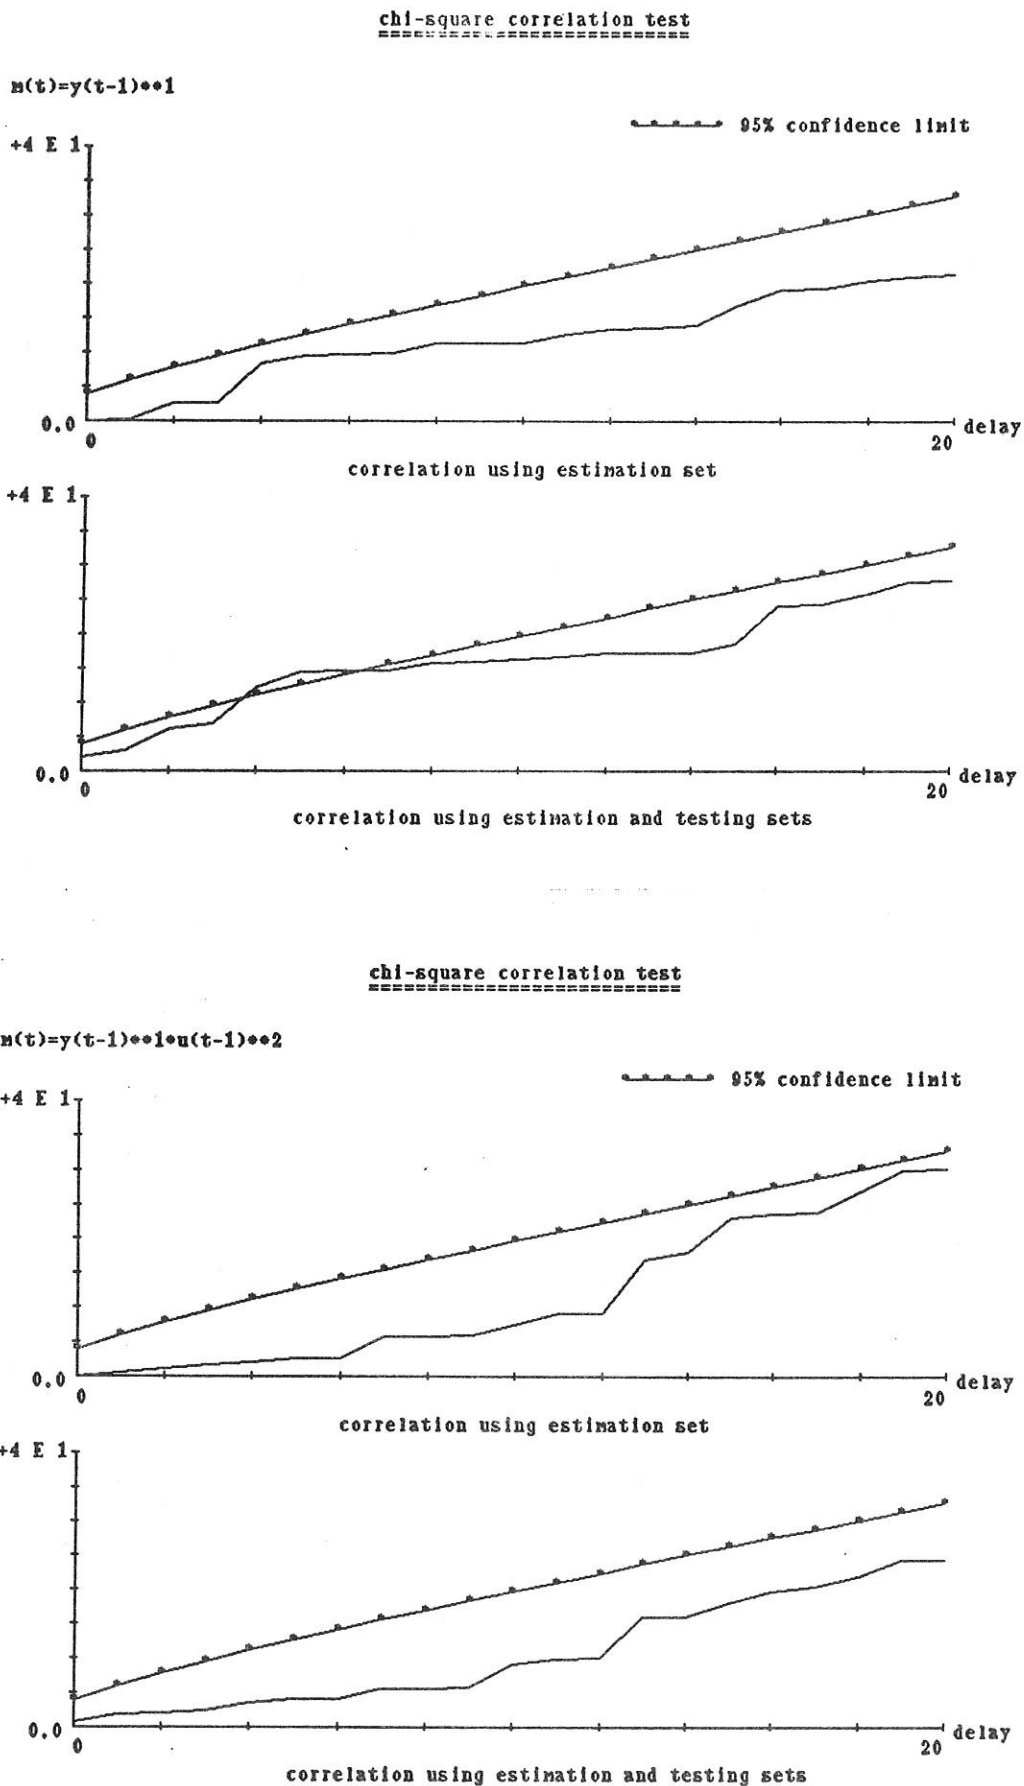 chi-square correlation test
m(t)=y(t-1)**1
95% confidence limit
+4 E 1
0.0
0
20
delay
correlation using estimation set
+4 E 1
0.0
0
20
delay
correlation using estimation and testing sets
chi-square correlation test
m(t)=y(t-1)**1*u(t-1)**2
95% confidence limit
+4 E 1
0.0
0
20
delay
correlation using estimation set
+4 E 1
0.0
0
20
delay
correlation using estimation and testing sets